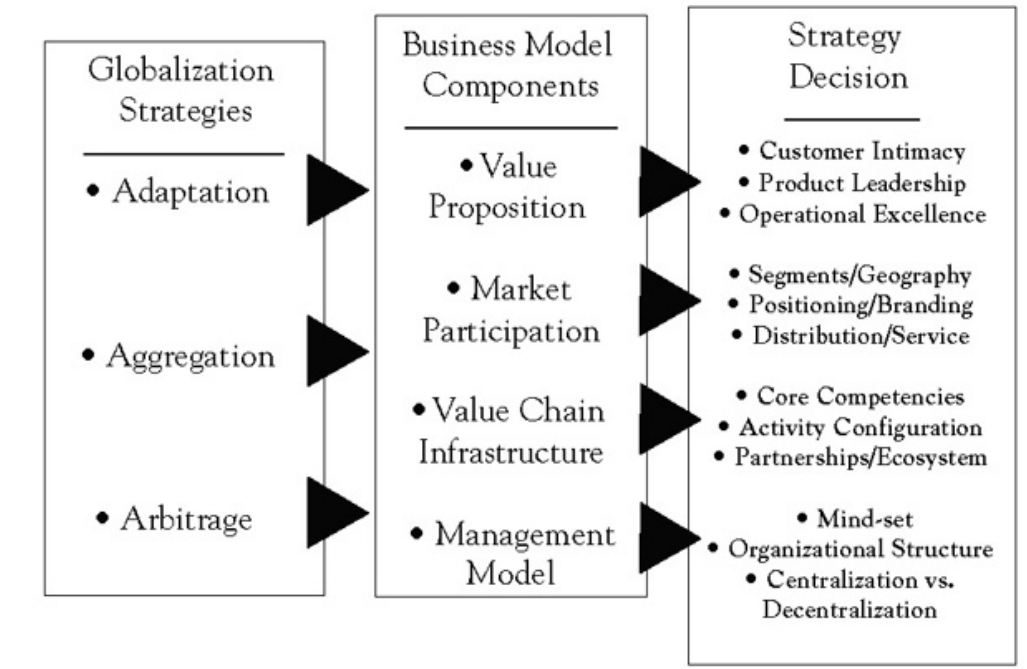 Globalization
Strategies
• Adaptation
• Aggregation
• Arbitrage
Business Model
Components
• Value
Proposition
• Market
Participation
• Value Chain
Infrastructure
• Management
Model
Strategy
Decision
• Customer Intimacy
• Product Leadership
• Operational Excellence
• Segments/Geography
• Positioning/Branding
• Distribution/Service
• Core Competencies
• Activity Configuration
• Partnerships/Ecosystem
• Mind-set
• Organizational Structure
• Centralization vs.
Decentralization